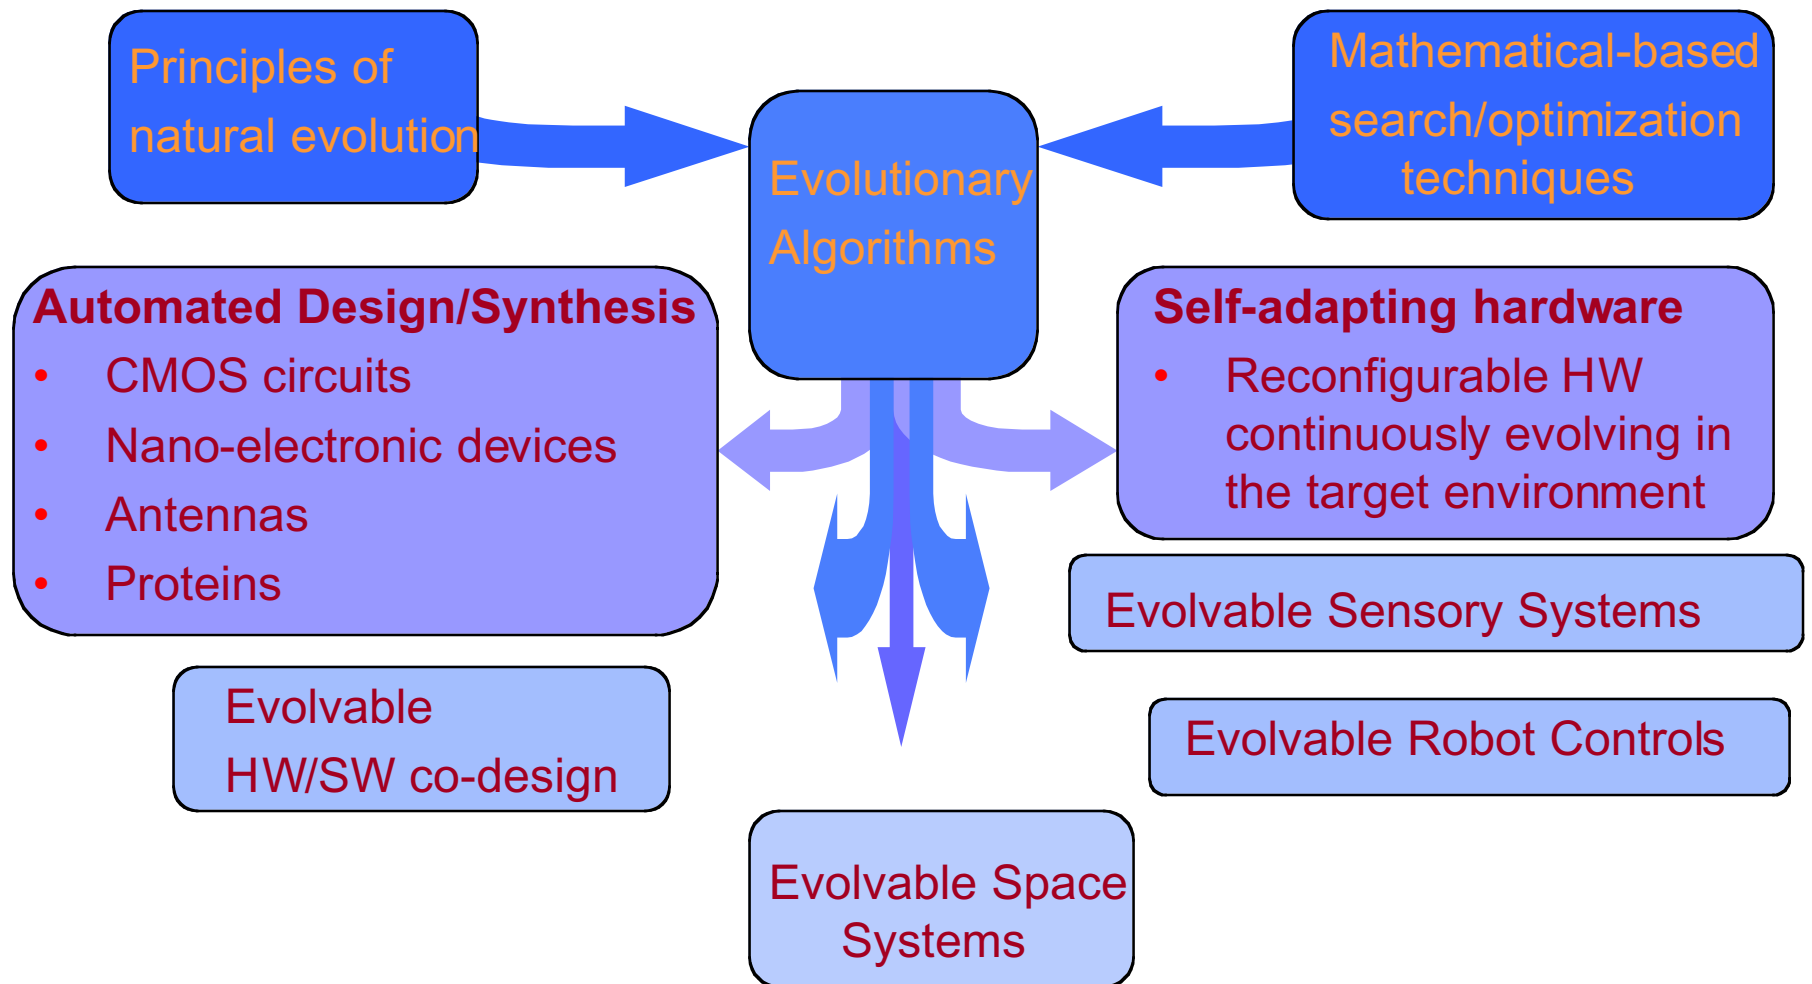 Principles of
natural evolution
Mathematical-based
search/optimization
techniques
Evolutionary
Algorithms
Automated Design/Synthesis
• CMOS circuits
• Nano-electronic devices
• Antennas
• Proteins
Self-adapting hardware
• Reconfigurable HW
continuously evolving in
the target environment
Evolvable Sensory Systems
Evolvable
HW/SW co-design
Evolvable Robot Controls
Evolvable Space
Systems